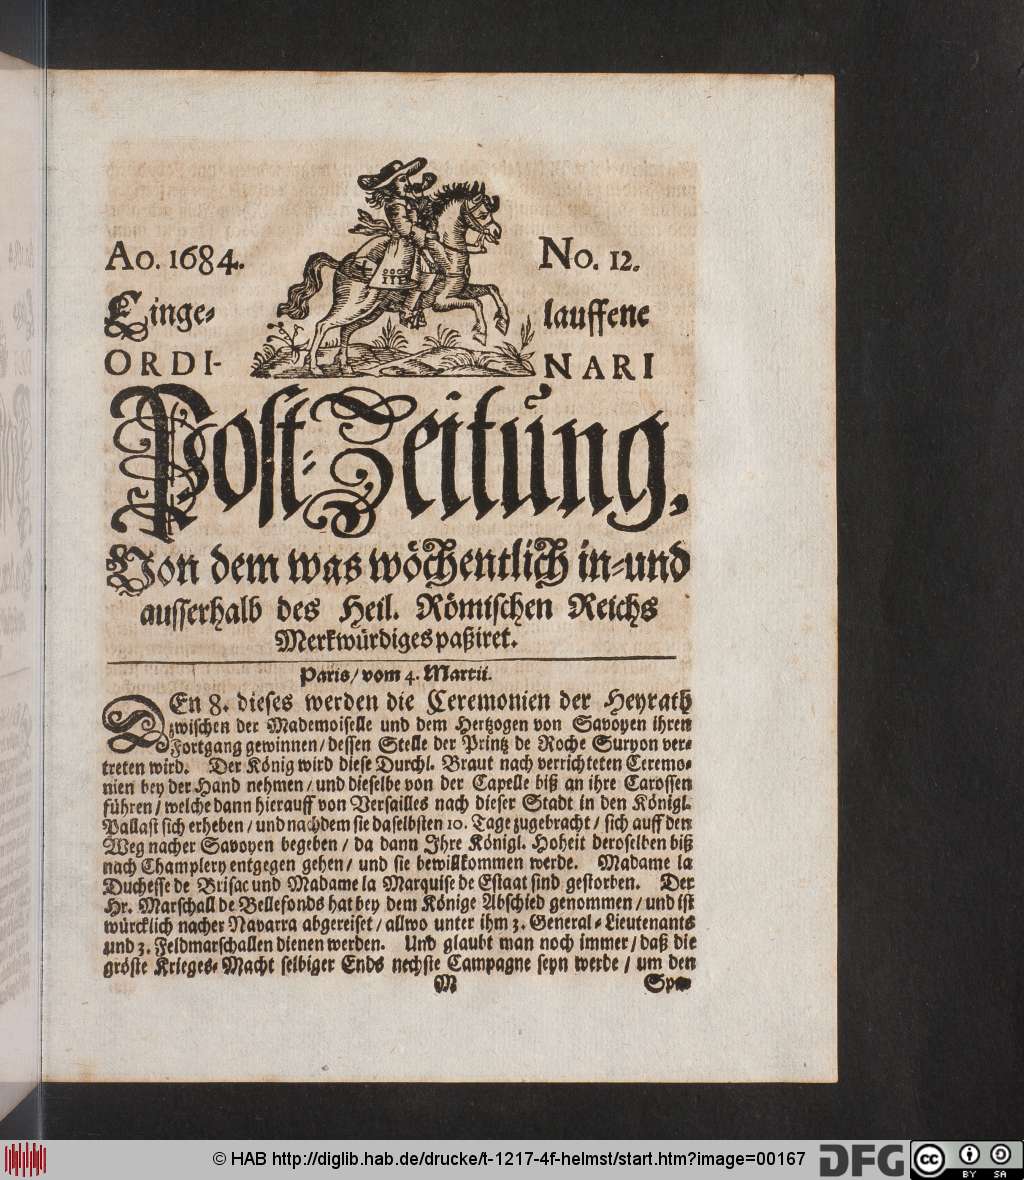 Ao. 1684. No. 12.
Einge- lauffene
ORDI- NARI
Post-Zeitung,
Von dem was wöchentlich in-und
ausserhalb des Heil. Römischen Reichs
Merkwürdiges paßiret.
Paris/ vom 4. Martii.
DEn 8. dieses werden die Ceremonien der Heyrath
zwischen der Mademoiselle und dem Hertzogen von Savoyen ihren
Fortgang gewinnen/ dessen Stelle der Printz de Roche Suryon ver-
treten wird. Der König wird diese Durchl. Braut nach verrichteten Ceremo-
nien bey der Hand nehmen/ und dieselbe von der Capelle biß an ihre Carossen
führen/ welche dann hierauff von Versailles nach dieser Stadt in den Königl.
Pallast sich erheben/ und nachdem sie daselbsten 10. Tage zugebracht/ sich auff den
Weg nacher Savoyen begeben/ da dann Ihre Königl. Hoheit deroselben biß
nach Champlery entgegen gehen/ und sie bewillkommen werde. Madame la
Duchesse de Brisac und Madame la Marquise de Estaat sind gestorben. Der
Hr. Marschall de Bellefonds hat bey dem Könige Abschied genommen/ und ist
würcklich nacher Navarra abgereiset/ allwo unter ihm 3. General-Lieutenants
und 3. Feldmarschallen dienen werden. Und glaubt man noch immer/ daß die
gröste Krieges-Macht selbiger Ends nechste Campagne seyn werde/ um den
M Spa-
© HAB http://diglib.hab.de/drucke/t-1217-4f-helmst/start.htm?image=00167 DFG cc BY SA